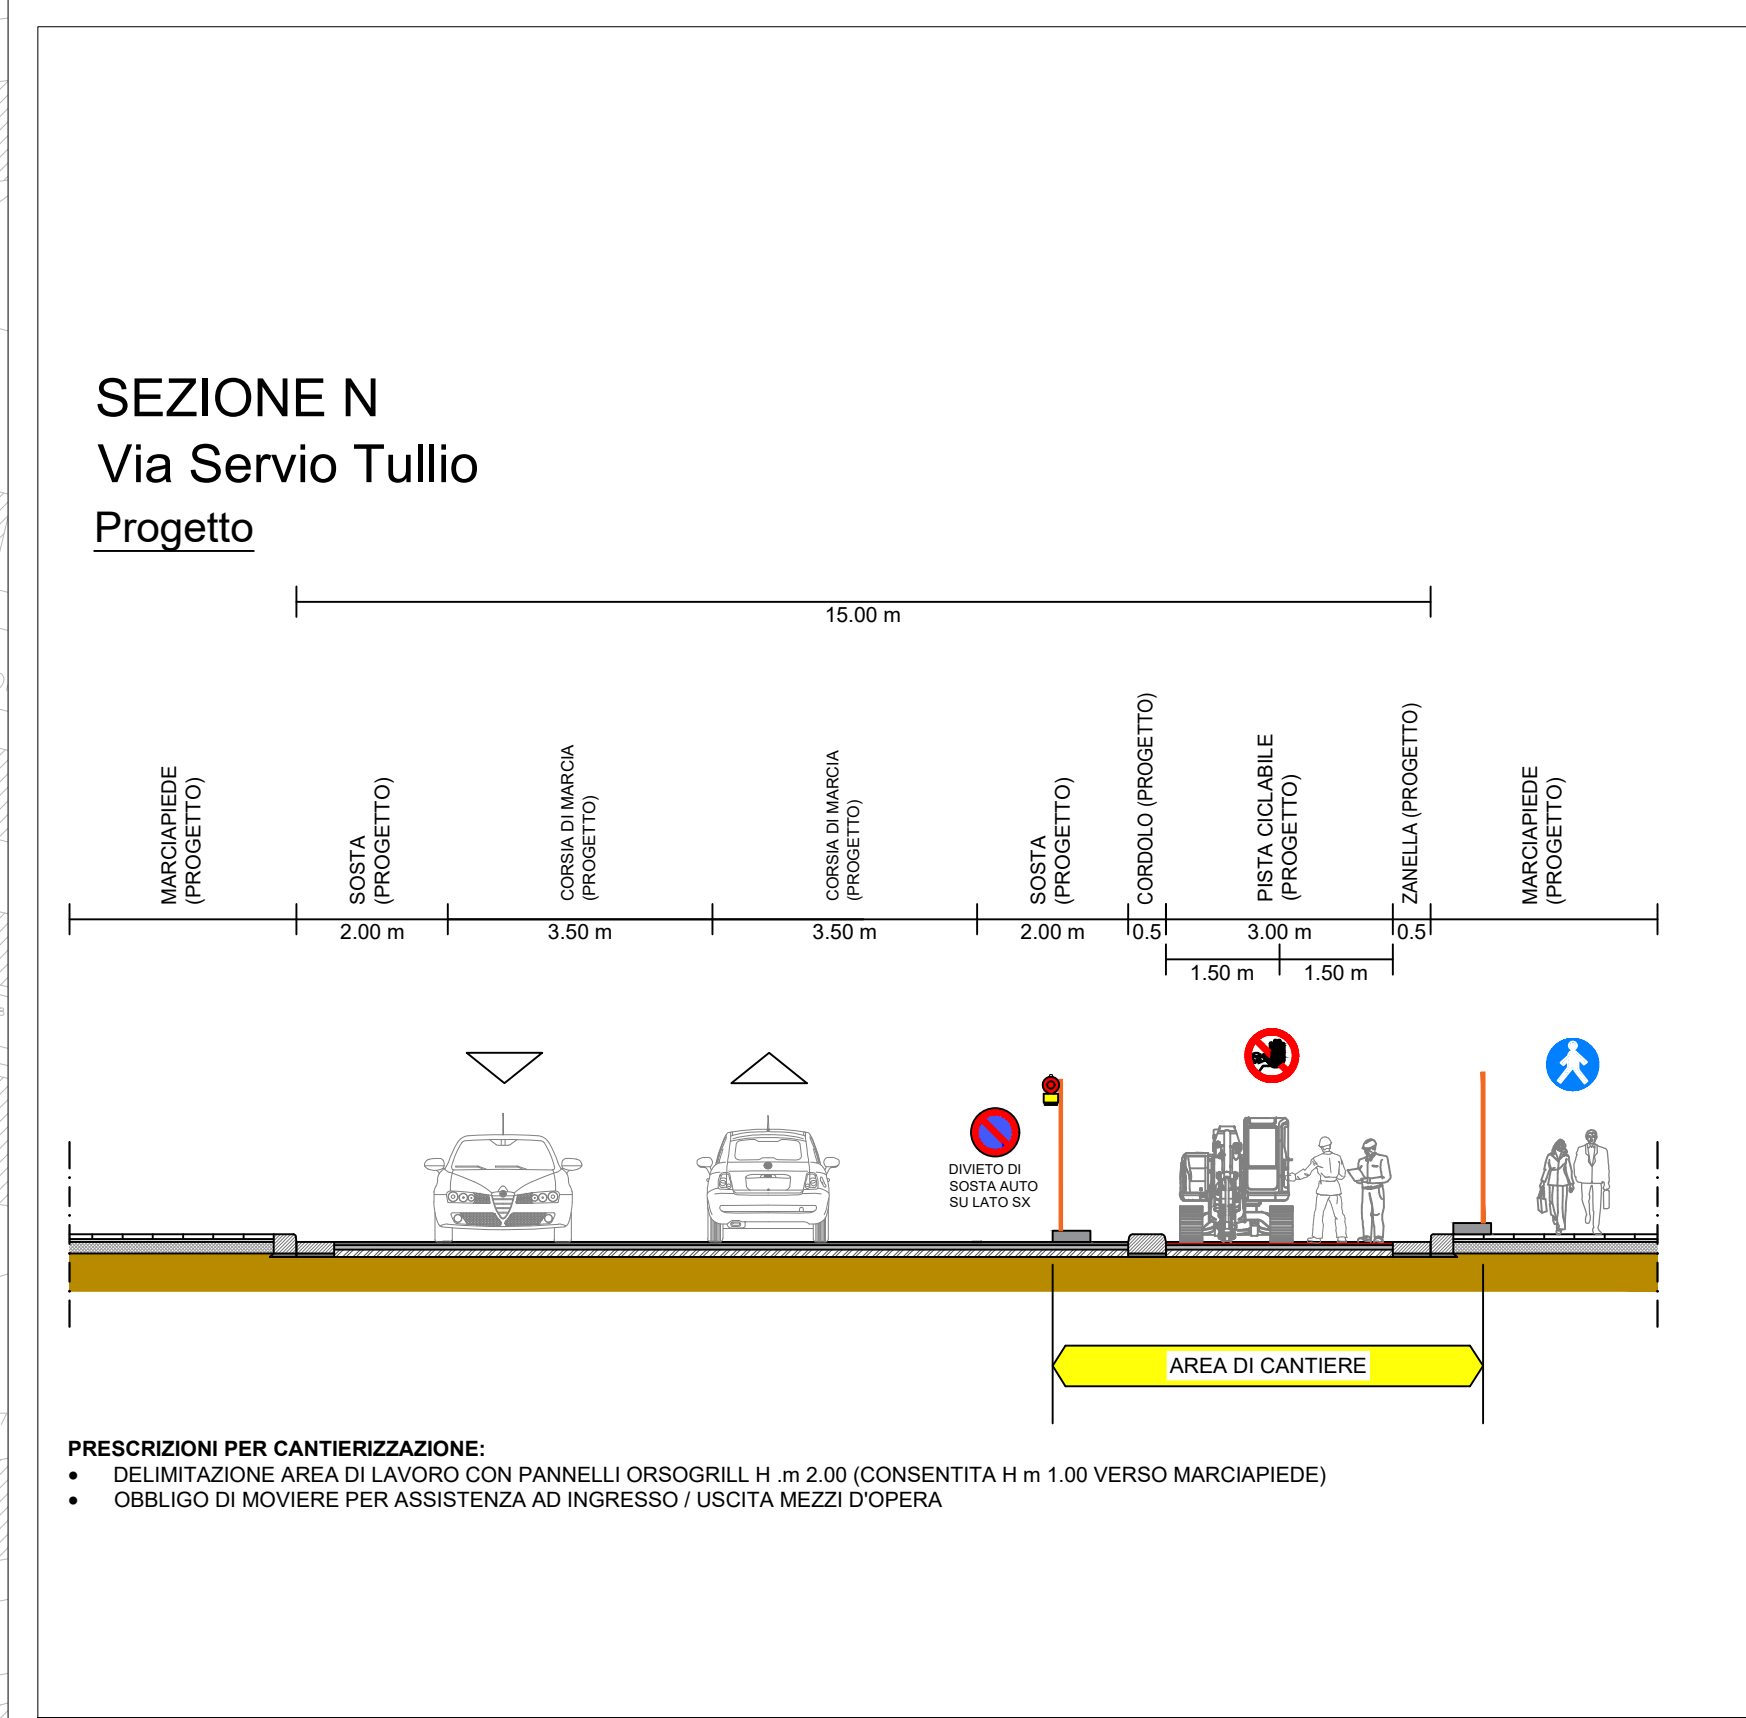 SEZIONE N
Via Servio Tullio
Progetto
15.00 m
MARCIAPIEDE
(PROGETTO)
SOSTA
(PROGETTO)
CORSIA DI MARCIA
(PROGETTO)
CORSIA DI MARCIA
(PROGETTO)
SOSTA
(PROGETTO)
CORDOLO (PROGETTO)
PISTA CICLABILE
(PROGETTO)
ZANELLA (PROGETTO)
MARCIAPIEDE
(PROGETTO)
2.00 m
3.50 m
3.50 m
2.00 m
0.5
3.00 m
0.5
1.50 m
1.50 m
DIVIETO DI
SOSTA AUTO
SU LATO SX
AREA DI CANTIERE
PRESCRIZIONI PER CANTIERIZZAZIONE:
• DELIMITAZIONE AREA DI LAVORO CON PANNELLI ORSOGRILL H .m 2.00 (CONSENTITA H m 1.00 VERSO MARCIAPIEDE)
• OBBLIGO DI MOVIERE PER ASSISTENZA AD INGRESSO / USCITA MEZZI D'OPERA